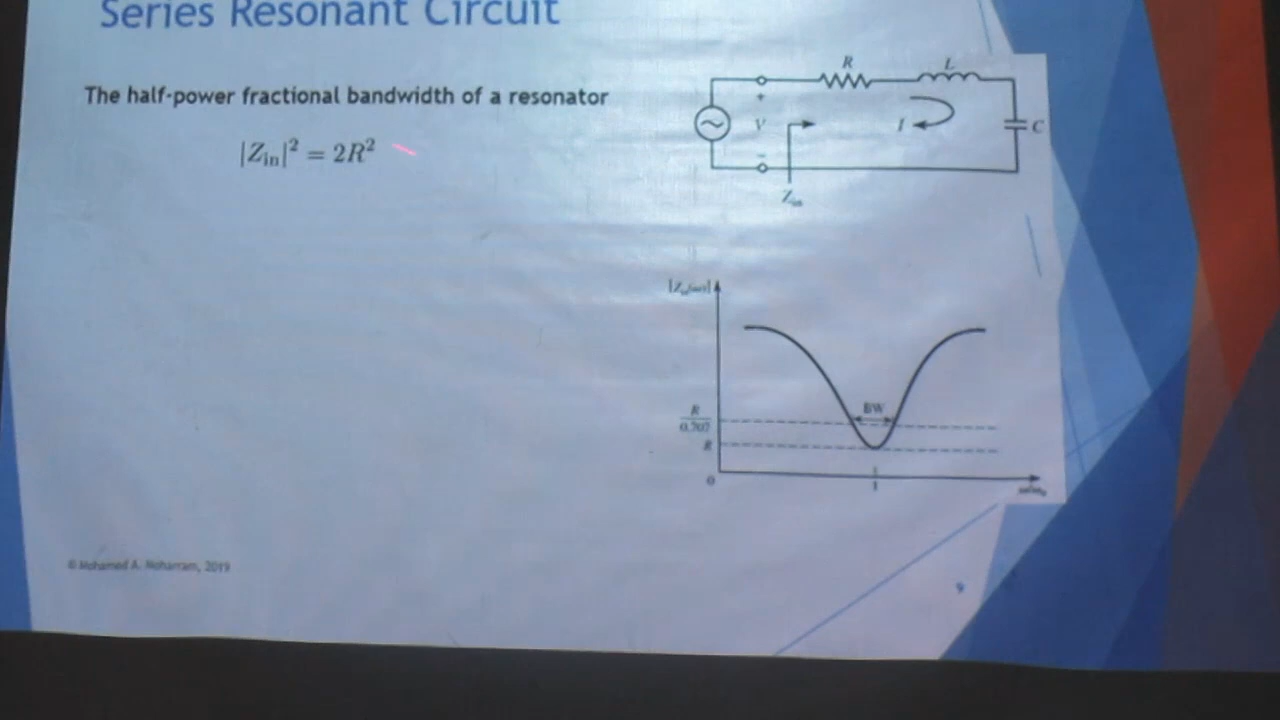 Series Resonant Circuit
The half-power fractional bandwidth of a resonator
|Z_in|² = 2R²
R
L
+
V
I
C
−
Z_in
BW
R
0.707
R
0
1
© Mohamed A. Moharram, 2019
9